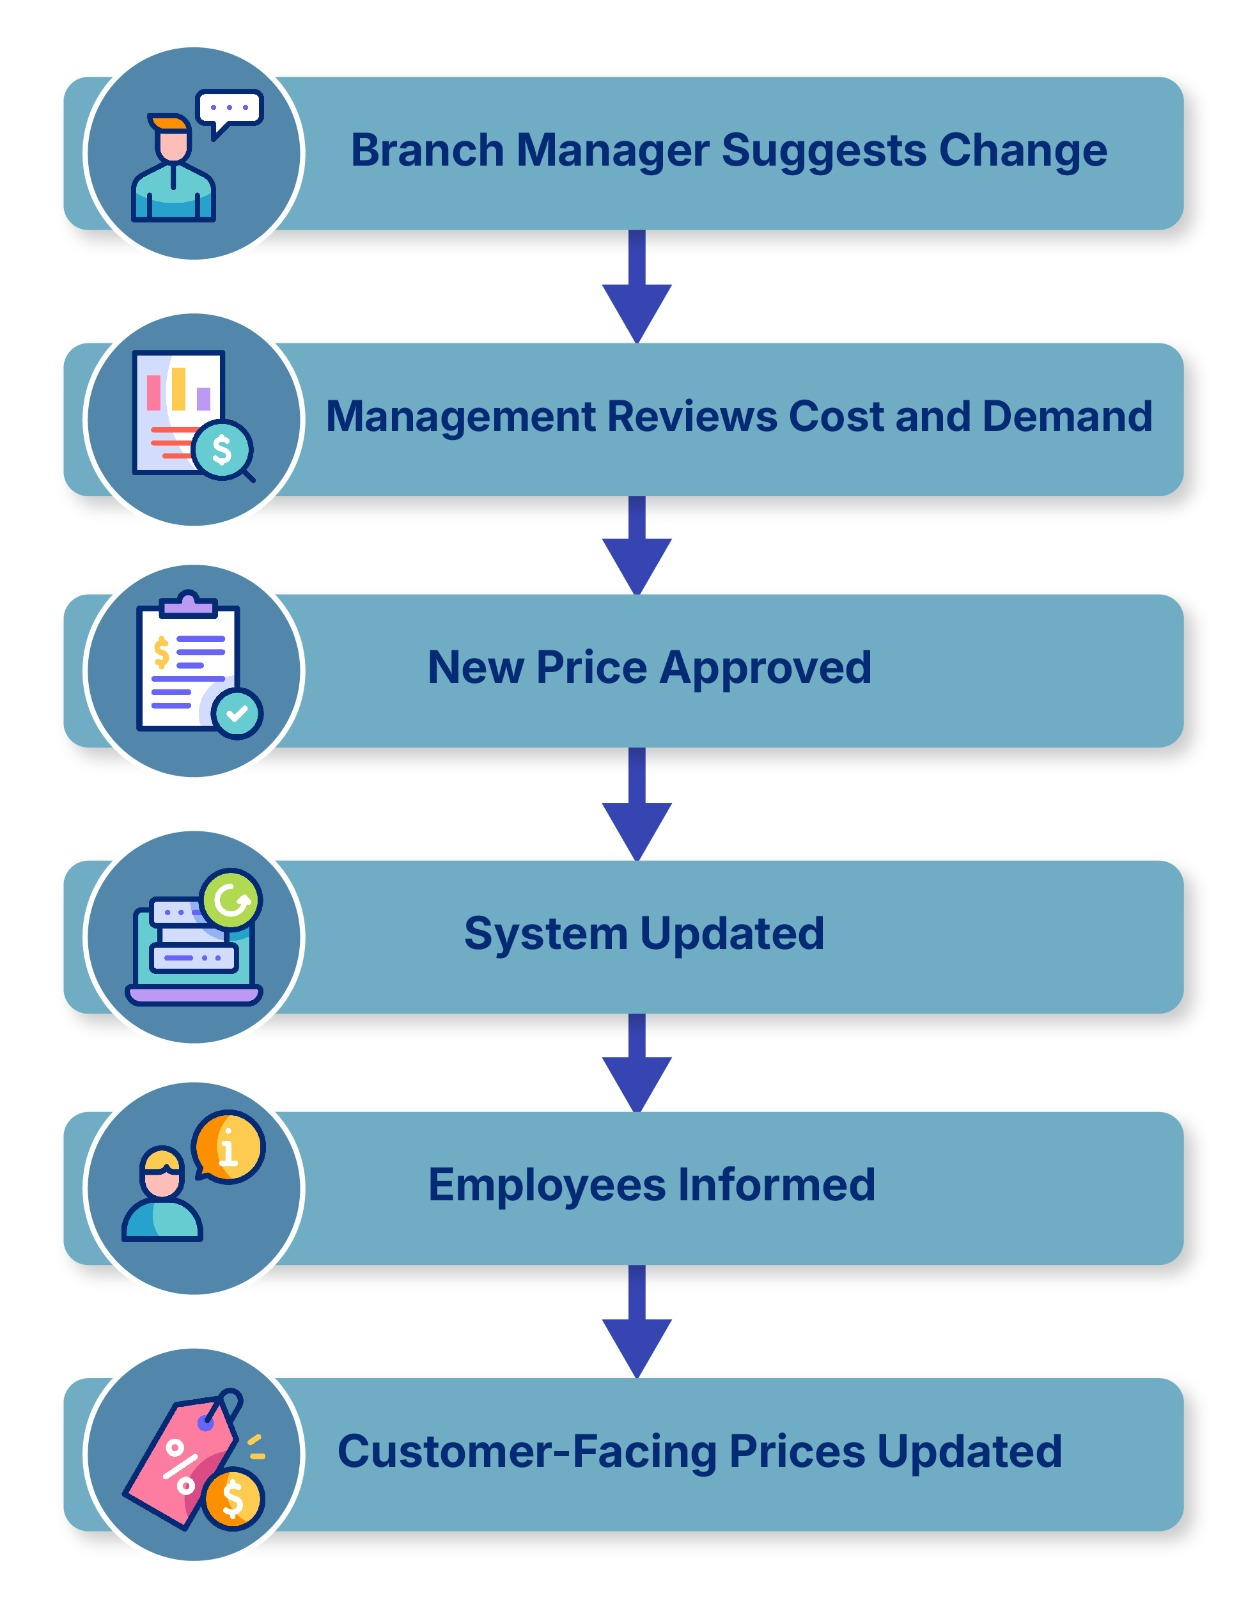 Branch Manager Suggests Change
Management Reviews Cost and Demand
New Price Approved
System Updated
Employees Informed
Customer-Facing Prices Updated